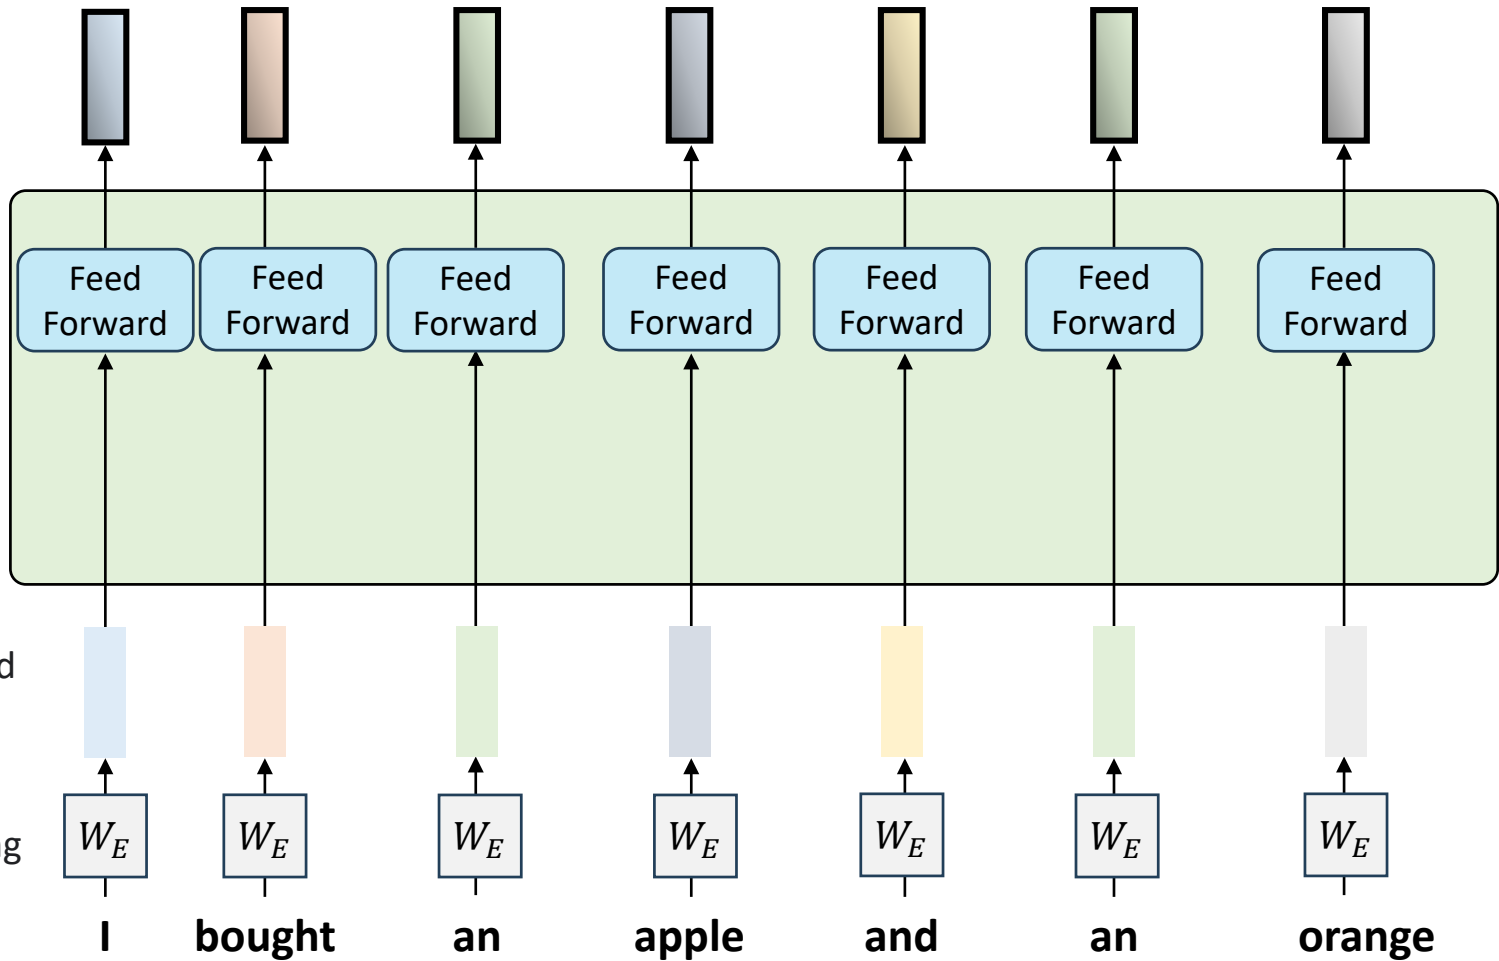 Feed Feed Feed Feed Feed Feed Feed
Forward Forward Forward Forward Forward Forward Forward
d
W_E W_E W_E W_E W_E W_E W_E
ng
I bought an apple and an orange